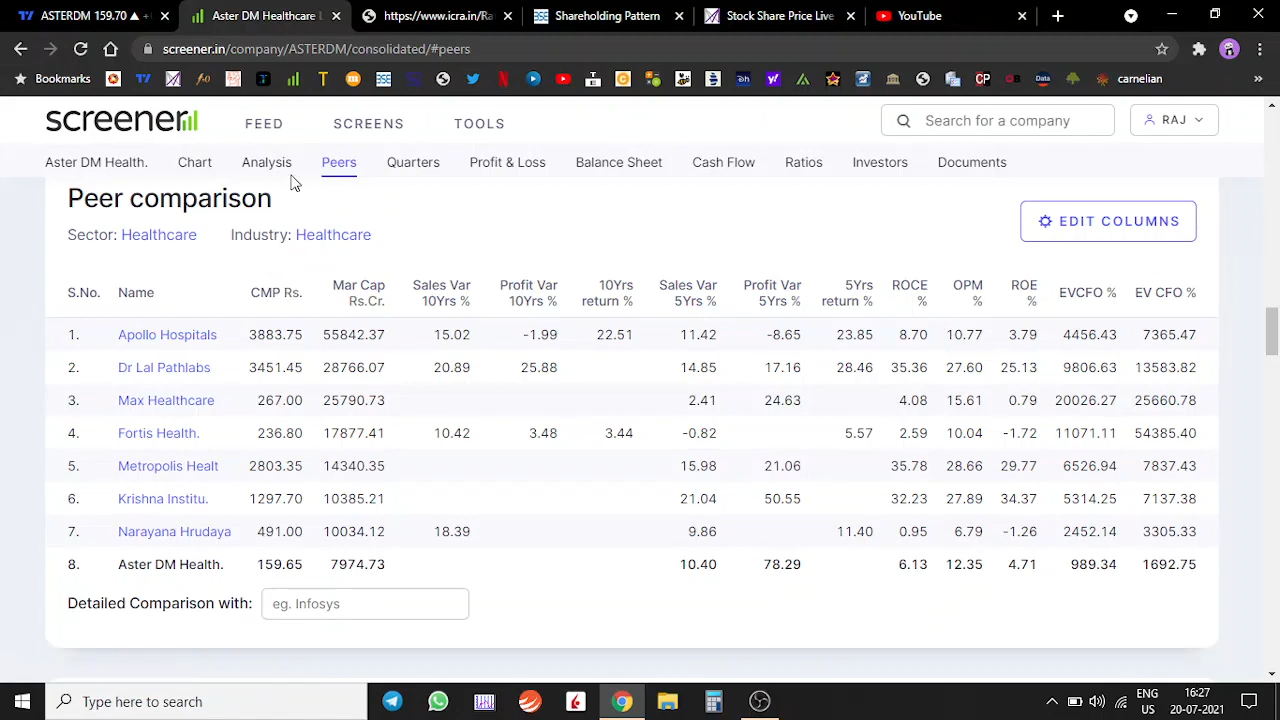 ASTERDM 159.70 ▲ +
Aster DM Healthcare L
https://www.icra.in/Ra
Shareholding Pattern
Stock Share Price Live
YouTube
screener.in/company/ASTERDM/consolidated/#peers
Bookmarks
carnelian
screener
FEED
SCREENS
TOOLS
Search for a company
RAJ
Aster DM Health.
Chart
Analysis
Peers
Quarters
Profit & Loss
Balance Sheet
Cash Flow
Ratios
Investors
Documents
Peer comparison
Sector: Healthcare Industry: Healthcare
EDIT COLUMNS
S.No. Name CMP Rs. Mar Cap Rs.Cr. Sales Var 10Yrs % Profit Var 10Yrs % 10Yrs return % Sales Var 5Yrs % Profit Var 5Yrs % 5Yrs return % ROCE % OPM % ROE % EVCFO % EV CFO %
1. Apollo Hospitals 3883.75 55842.37 15.02 -1.99 22.51 11.42 -8.65 23.85 8.70 10.77 3.79 4456.43 7365.47
2. Dr Lal Pathlabs 3451.45 28766.07 20.89 25.88 14.85 17.16 28.46 35.36 27.60 25.13 9806.63 13583.82
3. Max Healthcare 267.00 25790.73 2.41 24.63 4.08 15.61 0.79 20026.27 25660.78
4. Fortis Health. 236.80 17877.41 10.42 3.48 3.44 -0.82 5.57 2.59 10.04 -1.72 11071.11 54385.40
5. Metropolis Healt 2803.35 14340.35 15.98 21.06 35.78 28.66 29.77 6526.94 7837.43
6. Krishna Institu. 1297.70 10385.21 21.04 50.55 32.23 27.89 34.37 5314.25 7137.38
7. Narayana Hrudaya 491.00 10034.12 18.39 9.86 11.40 0.95 6.79 -1.26 2452.14 3305.33
8. Aster DM Health. 159.65 7974.73 10.40 78.29 6.13 12.35 4.71 989.34 1692.75
Detailed Comparison with: eg. Infosys
Type here to search
ENG
US
16:27
20-07-2021